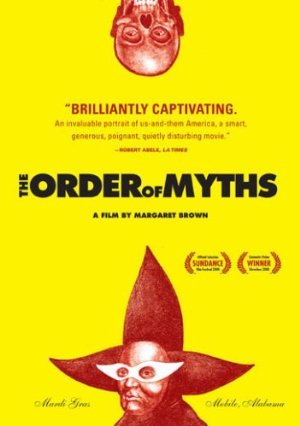 "BRILLIANTLY CAPTIVATING.
An invaluable portrait of us-and-them America, a smart,
generous, poignant, quietly disturbing movie."
—ROBERT ABELE, LA TIMES
THE ORDER OF MYTHS
A FILM BY MARGARET BROWN
SUNDANCE
WINNER
Mardi Gras
Mobile, Alabama